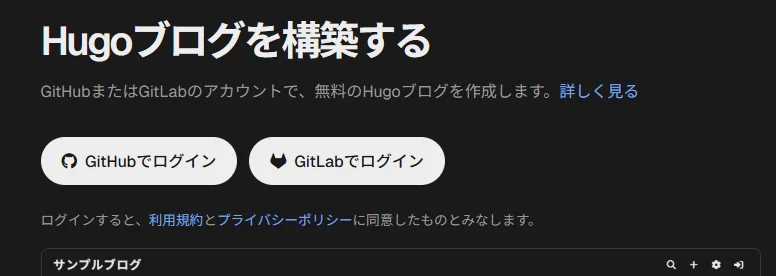 Hugoブログを構築する
GitHubまたはGitLabのアカウントで、無料のHugoブログを作成します。詳しく見る
GitHubでログイン GitLabでログイン
ログインすると、利用規約とプライバシーポリシーに同意したものとみなします。
サンプルブログ